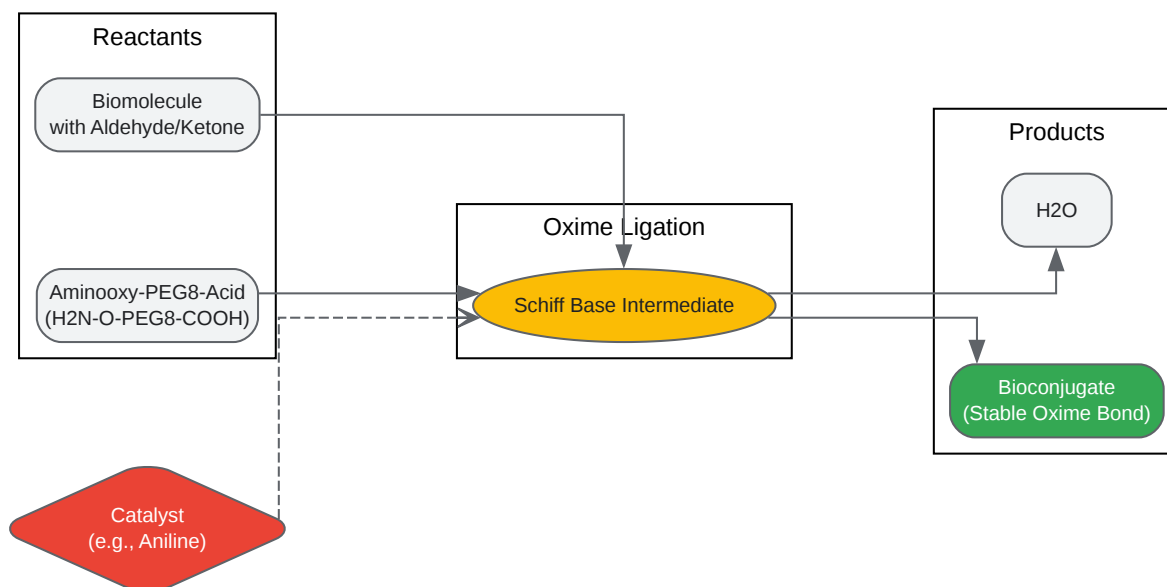 Reactants
Biomolecule
with Aldehyde/Ketone
Aminooxy-PEG8-Acid
(H2N-O-PEG8-COOH)
Catalyst
(e.g., Aniline)
Oxime Ligation
Schiff Base Intermediate
Products
H2O
Bioconjugate
(Stable Oxime Bond)